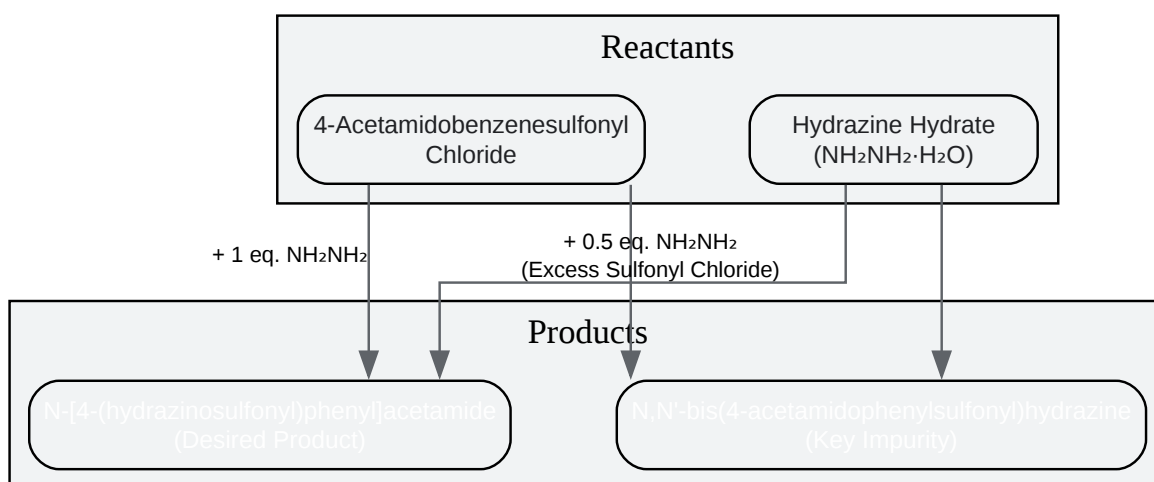 Reactants
4-Acetamidobenzenesulfonyl
Chloride
Hydrazine Hydrate
(NH₂NH₂·H₂O)
+ 1 eq. NH₂NH₂
+ 0.5 eq. NH₂NH₂
(Excess Sulfonyl Chloride)
Products
N-[4-(hydrazinosulfonyl)phenyl]acetamide
(Desired Product)
N,N'-bis(4-acetamidophenylsulfonyl)hydrazine
(Key Impurity)